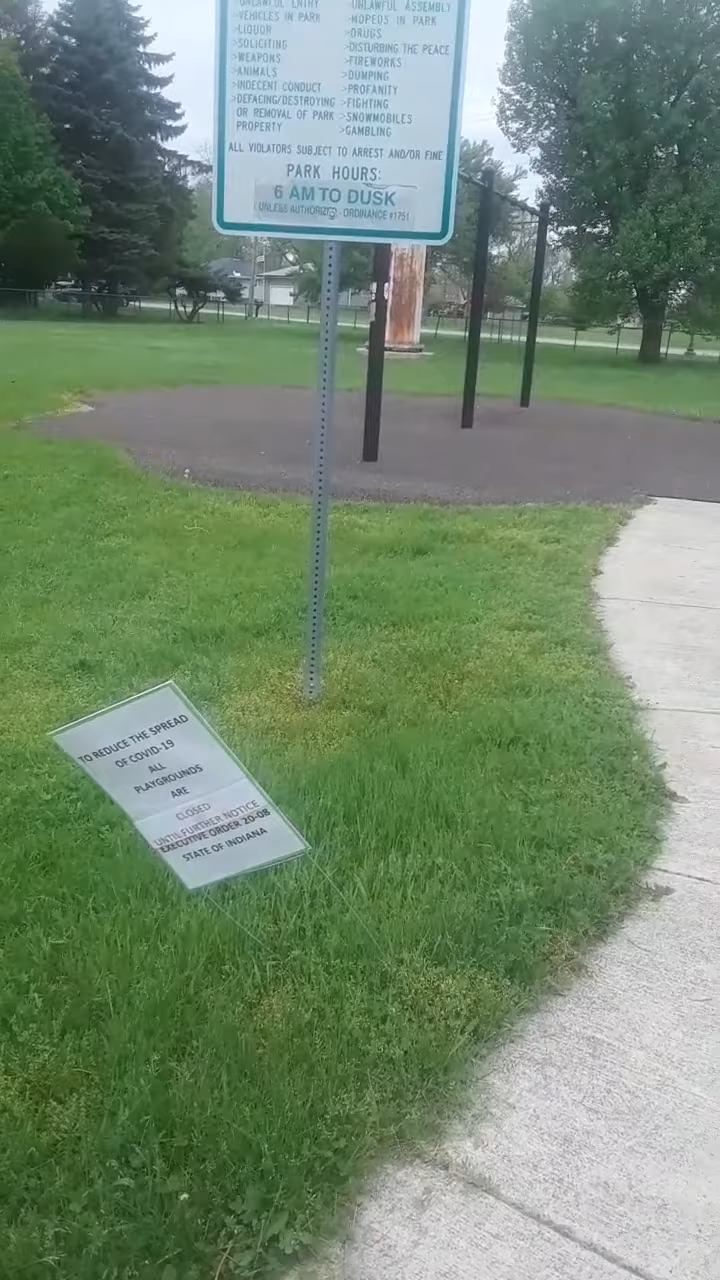 UNLAWFUL ENTRY
>VEHICLES IN PARK
>LIQUOR
>SOLICITING
>WEAPONS
>ANIMALS
>INDECENT CONDUCT
>DEFACING/DESTROYING
OR REMOVAL OF PARK
PROPERTY
UNLAWFUL ASSEMBLY
>MOPEDS IN PARK
>DRUGS
>DISTURBING THE PEACE
>FIREWORKS
>DUMPING
>PROFANITY
>FIGHTING
>SNOWMOBILES
>GAMBLING
ALL VIOLATORS SUBJECT TO ARREST AND/OR FINE
PARK HOURS:
6 AM TO DUSK
UNLESS AUTHORIZED - ORDINANCE #1751
TO REDUCE THE SPREAD
OF COVID-19
ALL
PLAYGROUNDS
ARE
CLOSED
UNTIL FURTHER NOTICE
EXECUTIVE ORDER 20-08
STATE OF INDIANA